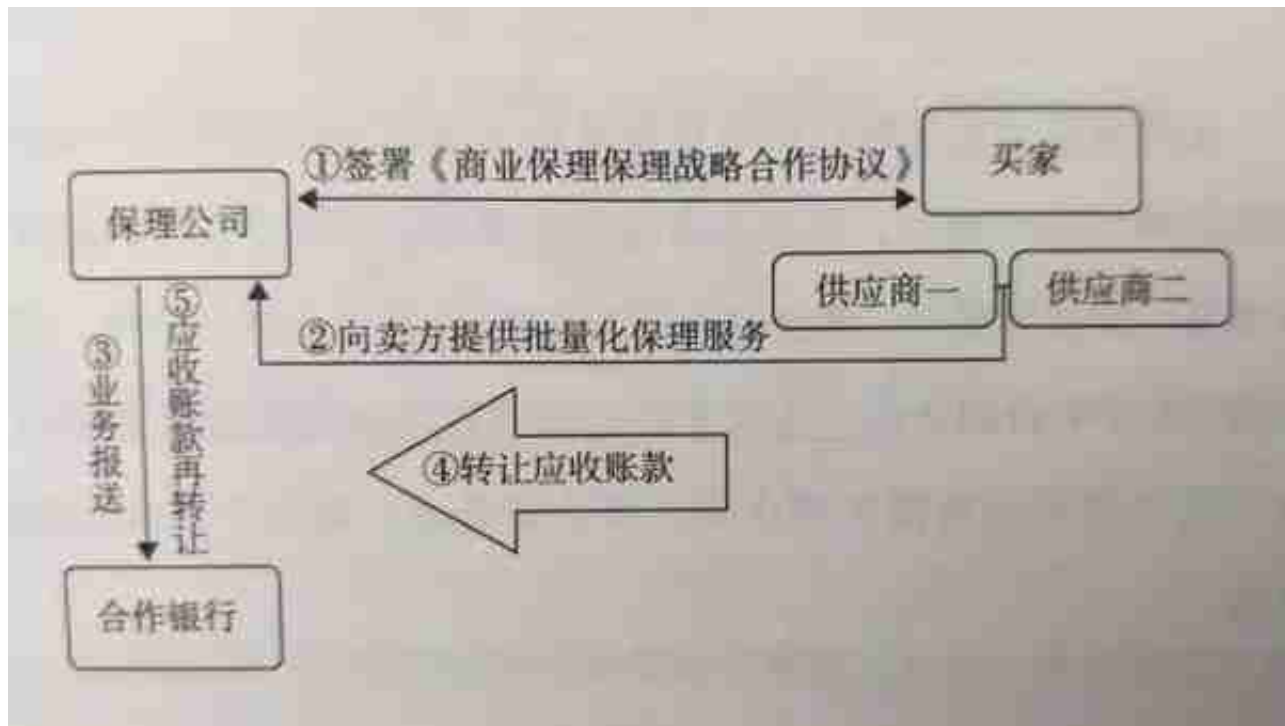 ①签署《商业保理保理战略合作协议》
买家
保理公司
供应商一
供应商二
②向卖方提供批量化保理服务
③业务报送
⑤应收账款再转让
④转让应收账款
合作银行